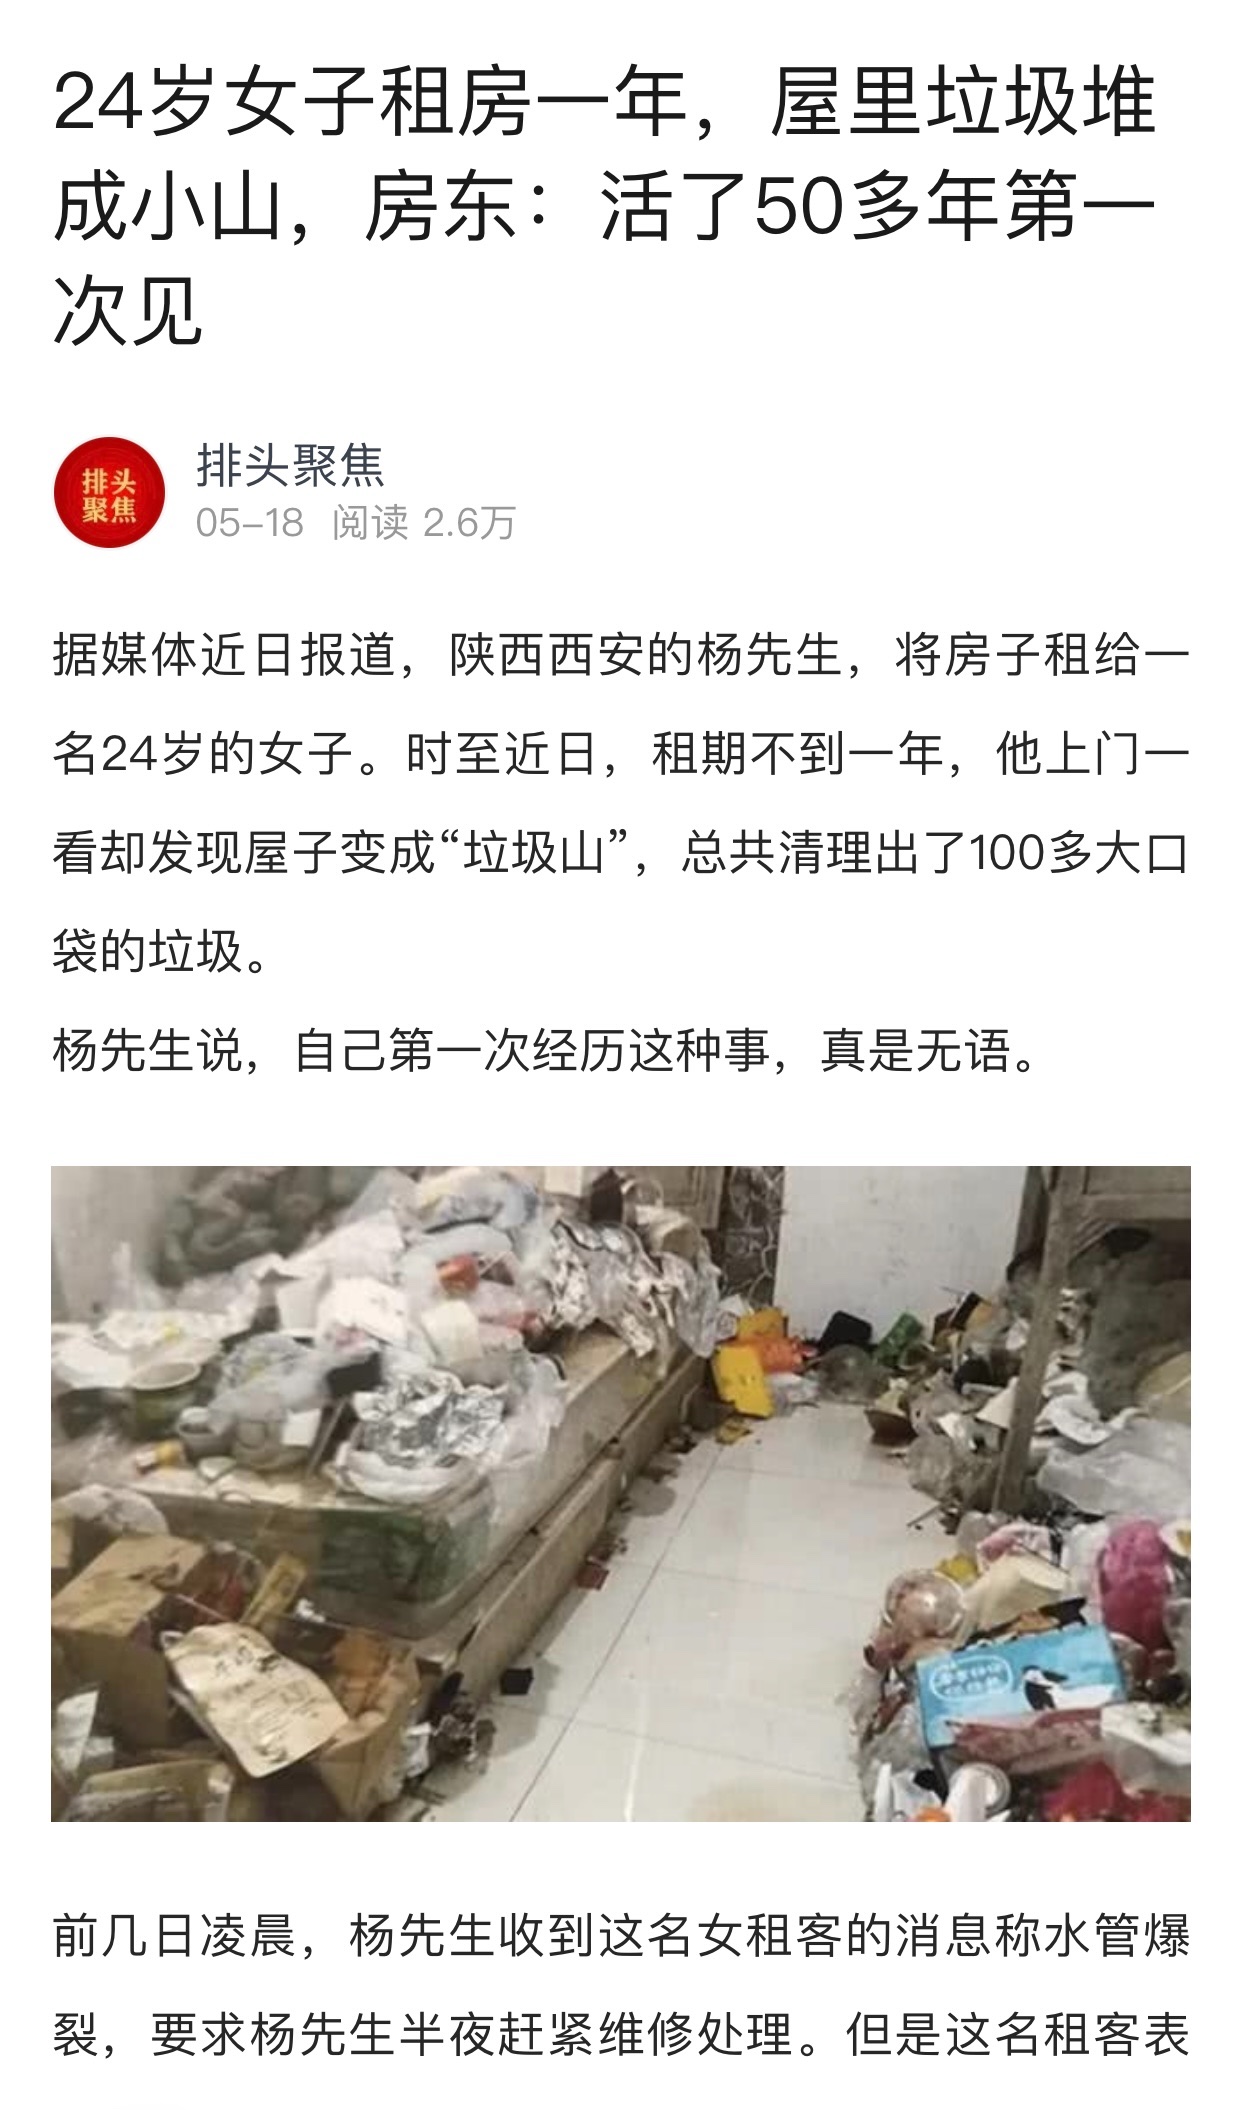 24岁女子租房一年，屋里垃圾堆
成小山，房东：活了50多年第一
次见
排头
聚焦
排头聚焦
05-18 阅读 2.6万
据媒体近日报道，陕西西安的杨先生，将房子租给一
名24岁的女子。时至近日，租期不到一年，他上门一
看却发现屋子变成“垃圾山”，总共清理出了100多大口
袋的垃圾。
杨先生说，自己第一次经历这种事，真是无语。
前几日凌晨，杨先生收到这名女租客的消息称水管爆
裂，要求杨先生半夜赶紧维修处理。但是这名租客表